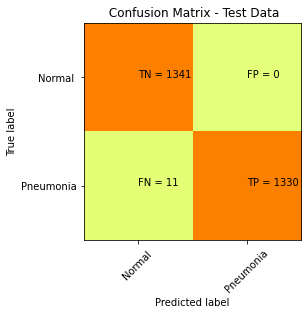 Confusion Matrix - Test Data
Normal
TN = 1341
FP = 0
True label
Pneumonia
FN = 11
TP = 1330
Normal
Pneumonia
Predicted label